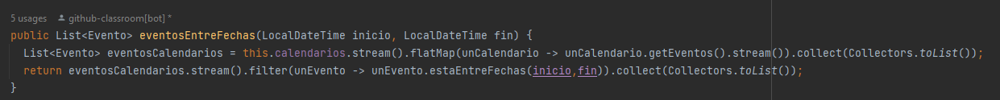 5 usages github-classroom[bot] *
public List<Evento> eventosEntreFechas(LocalDateTime inicio, LocalDateTime fin) {
  List<Evento> eventosCalendarios = this.calendarios.stream().flatMap(unCalendario -> unCalendario.getEventos().stream()).collect(Collectors.toList());
  return eventosCalendarios.stream().filter(unEvento -> unEvento.estaEntreFechas(inicio,fin)).collect(Collectors.toList());
}